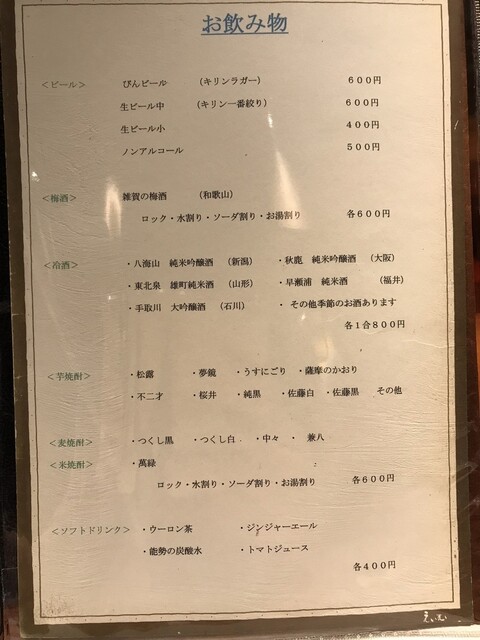 お飲み物
＜ビール＞ びんビール （キリンラガー） ６００円
生ビール中 （キリン一番絞り） ６００円
生ビール小 ４００円
ノンアルコール ５００円
＜梅酒＞ 雑賀の梅酒 （和歌山）
ロック・水割り・ソーダ割り・お湯割り 各６００円
＜冷酒＞ ・八海山 純米吟醸酒 （新潟） ・秋鹿 純米吟醸酒 （大阪）
・東北泉 雄町純米酒 （山形） ・早瀬浦 純米酒 （福井）
・手取川 大吟醸酒 （石川） ・その他季節のお酒あります
各１合８００円
＜芋焼酎＞ ・松露 ・夢鏡 ・うすにごり ・薩摩のかおり
・不二才 ・桜井 ・純黒 ・佐藤白 ・佐藤黒 その他
＜麦焼酎＞ ・つくし黒 ・つくし白 ・中々 ・兼八
＜米焼酎＞ ・萬緑
ロック・水割り・ソーダ割り・お湯割り 各６００円
＜ソフトドリンク＞ ・ウーロン茶 ・ジンジャーエール
・能勢の炭酸水 ・トマトジュース
各４００円